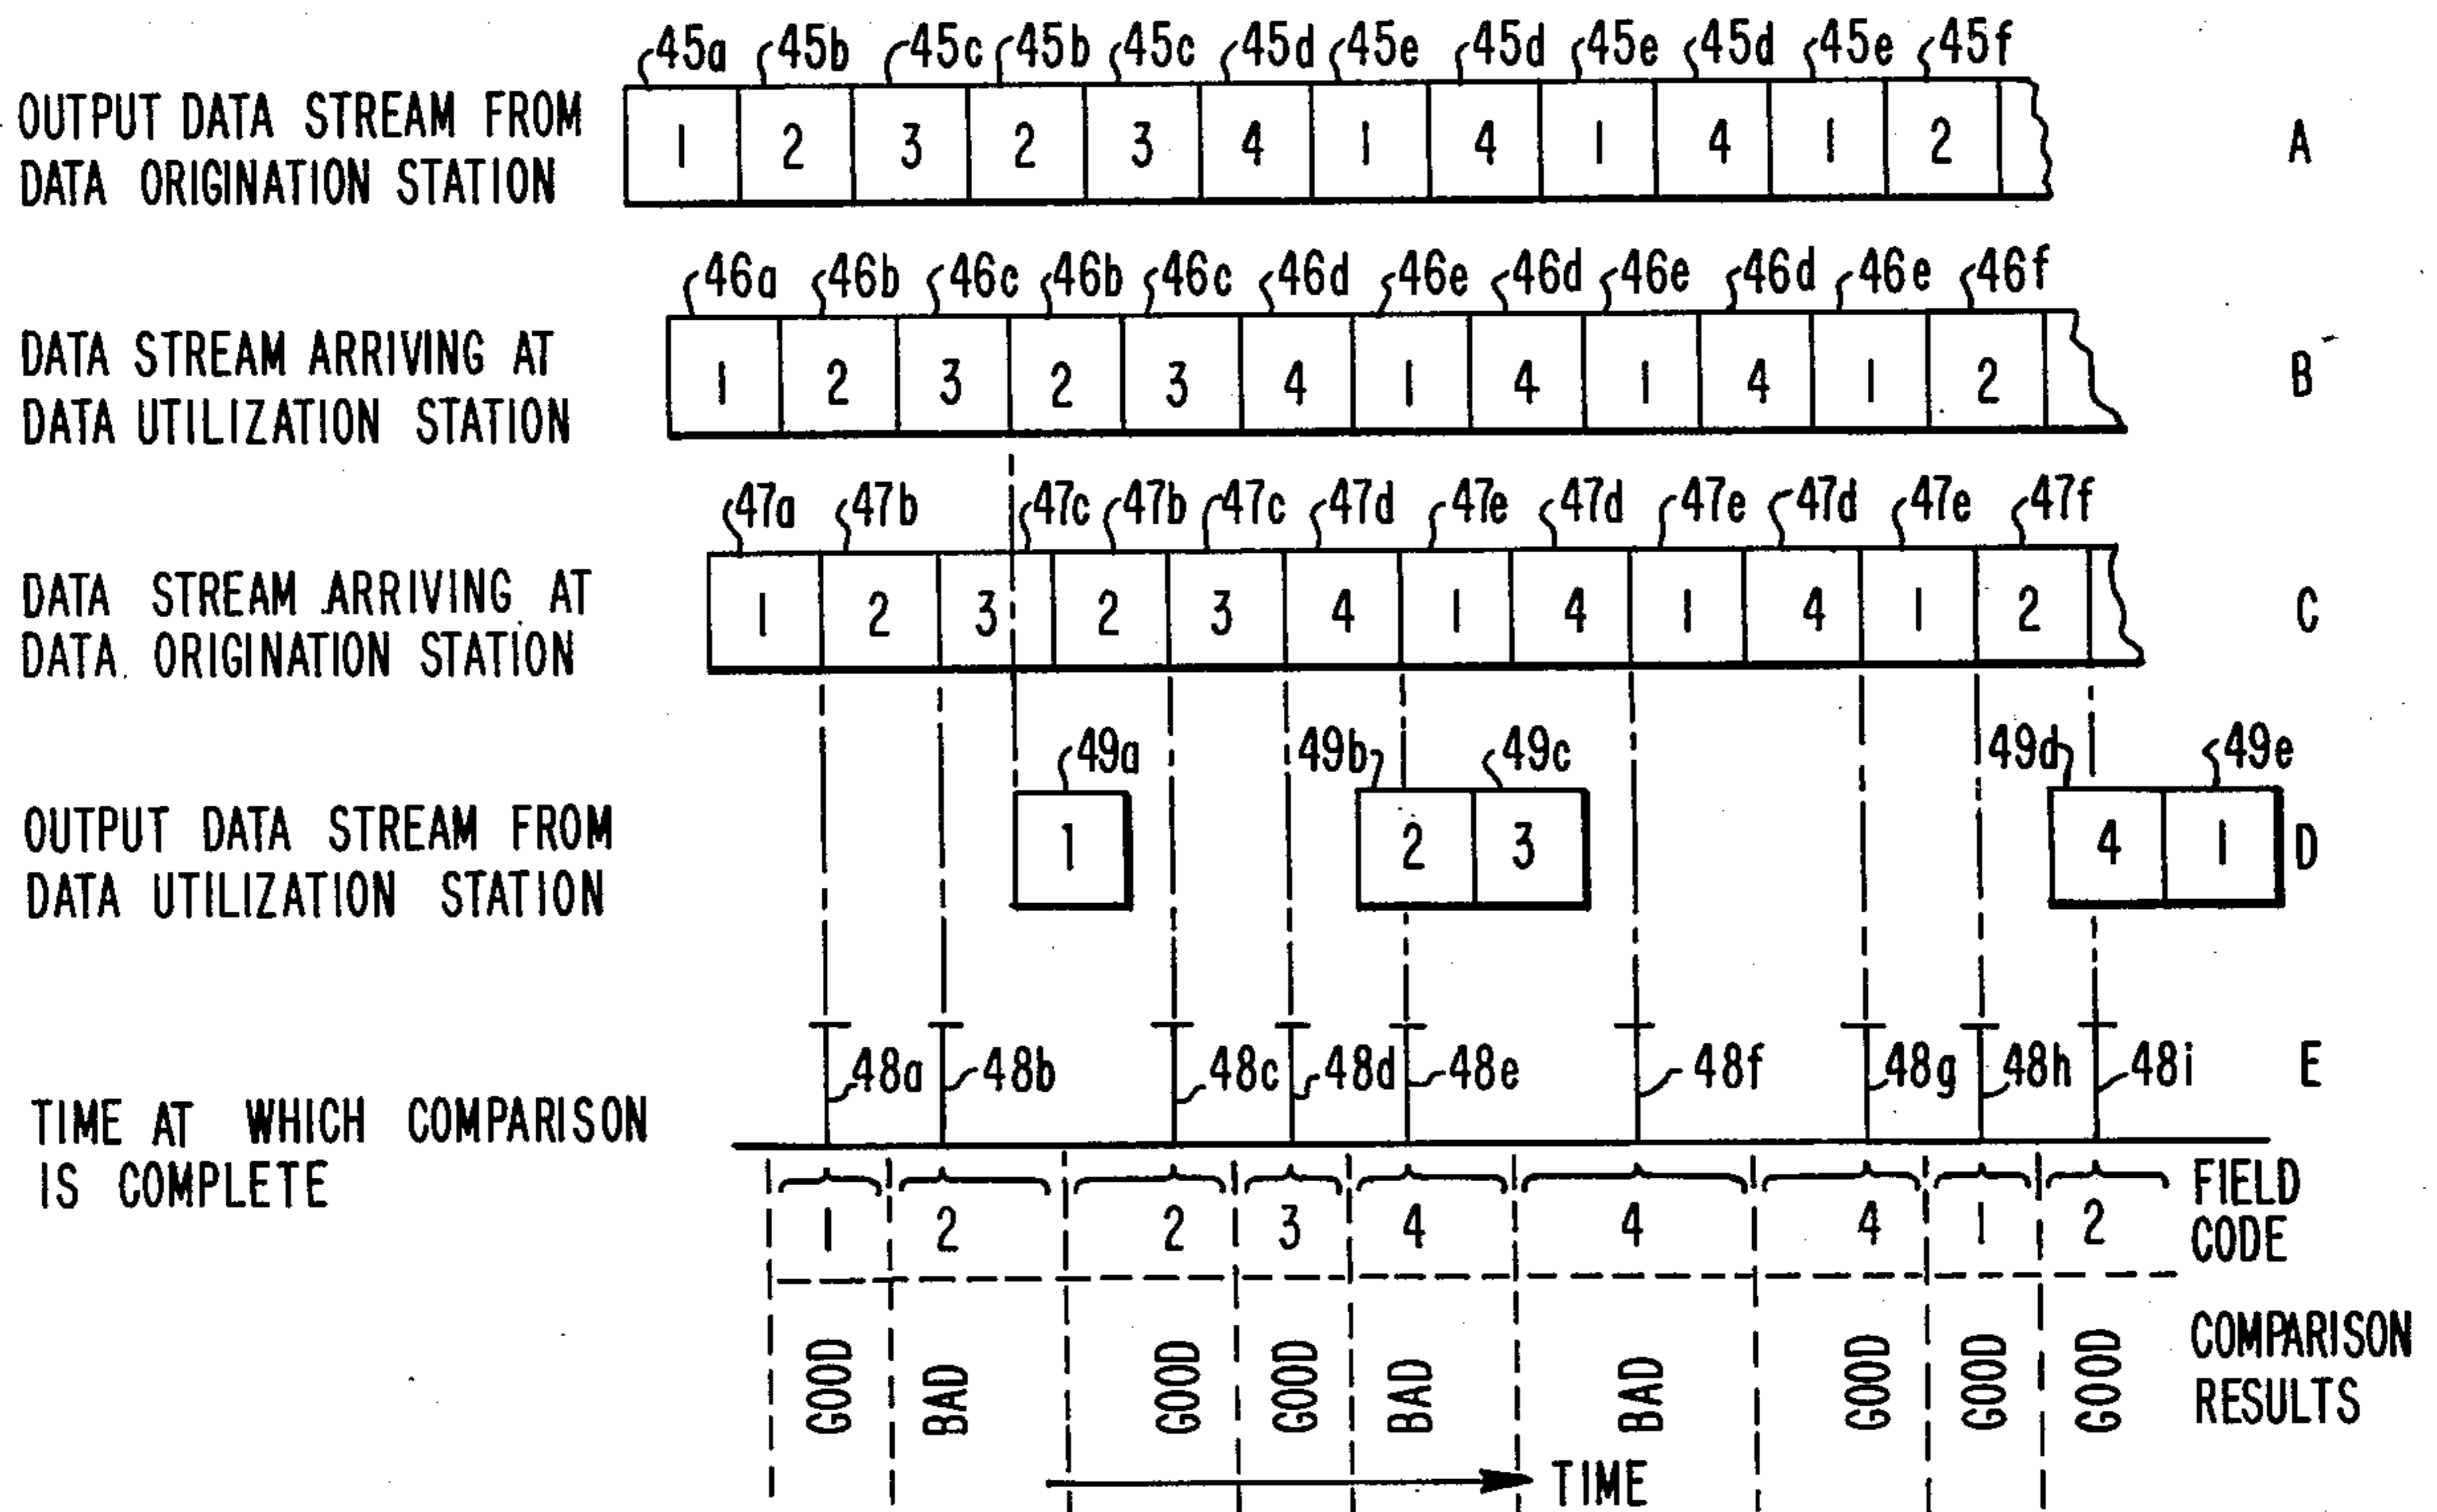 45a 45b 45c 45b 45c 45d 45e 45d 45e 45d 45e 45f
OUTPUT DATA STREAM FROM
DATA ORIGINATION STATION
1 2 3 2 3 4 1 4 1 4 1 2
A
46a 46b 46c 46b 46c 46d 46e 46d 46e 46d 46e 46f
DATA STREAM ARRIVING AT
DATA UTILIZATION STATION
1 2 3 2 3 4 1 4 1 4 1 2
B
47a 47b 47c 47b 47c 47d 47e 47d 47e 47d 47e 47f
DATA STREAM ARRIVING AT
DATA ORIGINATION STATION
1 2 3 2 3 4 1 4 1 4 1 2
C
49a 49b 49c 49d 49e
OUTPUT DATA STREAM FROM
DATA UTILIZATION STATION
1 2 3 4 1
D
48a 48b 48c 48d 48e 48f 48g 48h 48i
E
TIME AT WHICH COMPARISON
IS COMPLETE
1 2 2 3 4 4 4 1 2
FIELD
CODE
GOOD BAD GOOD GOOD BAD BAD GOOD GOOD GOOD
COMPARISON
RESULTS
TIME